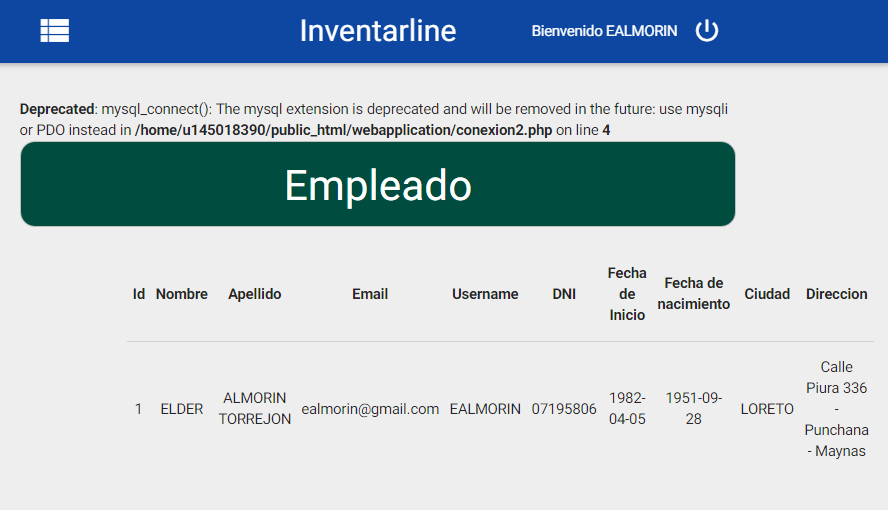 Inventarline
Bienvenido EALMORIN
Deprecated: mysql_connect(): The mysql extension is deprecated and will be removed in the future: use mysqli
or PDO instead in /home/u145018390/public_html/webapplication/conexion2.php on line 4
Empleado
Id Nombre Apellido Email Username DNI Fecha de Inicio Fecha de nacimiento Ciudad Direccion
1 ELDER ALMORIN TORREJON ealmorin@gmail.com EALMORIN 07195806 1982-04-05 1951-09-28 LORETO Calle Piura 336 - Punchana - Maynas